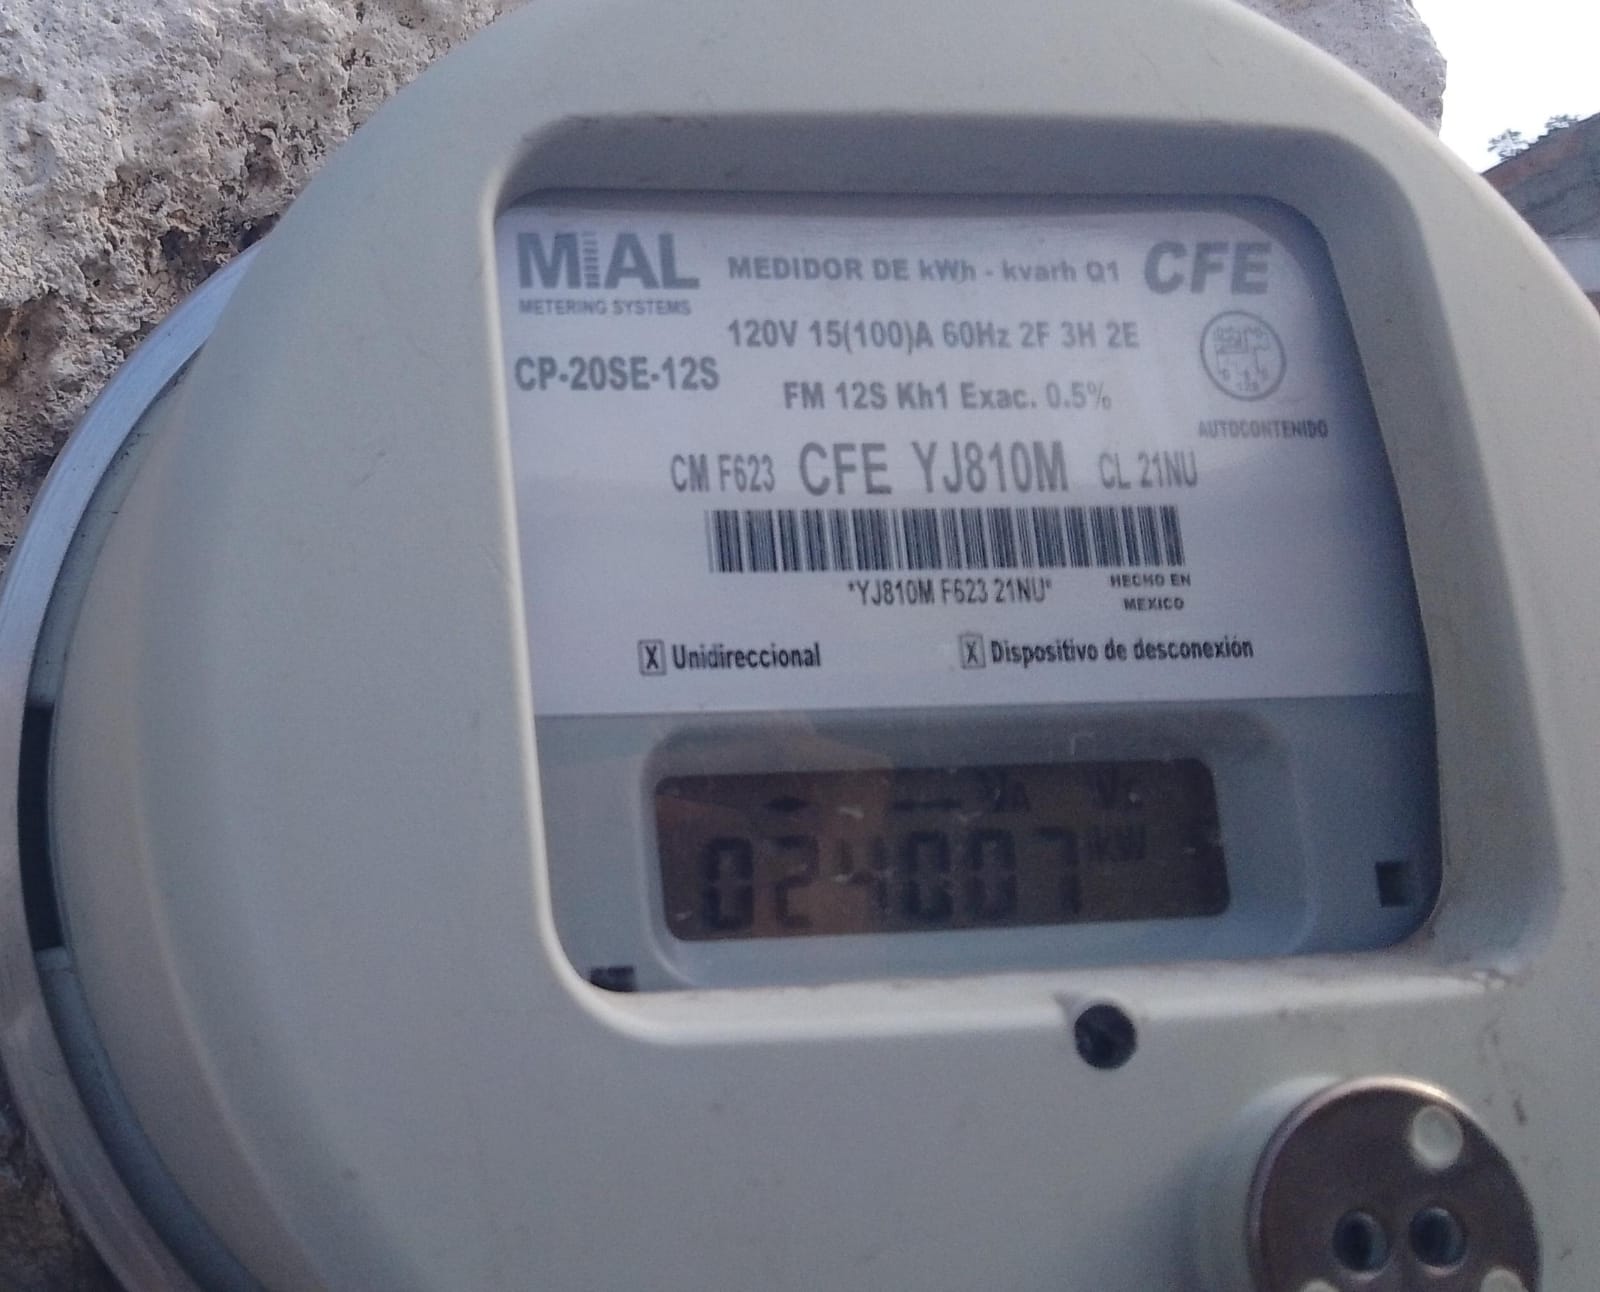 MIAL
METERING SYSTEMS
MEDIDOR DE kWh - kvarh Q1
CFE
120V 15(100)A 60Hz 2F 3H 2E
CP-20SE-12S
FM 12S Kh1 Exac. 0.5%
AUTOCONTENIDO
CM F623 CFE YJ810M CL 21NU
*YJ810M F623 21NU*
HECHO EN
MEXICO
X Unidireccional
X Dispositivo de desconexión
024007